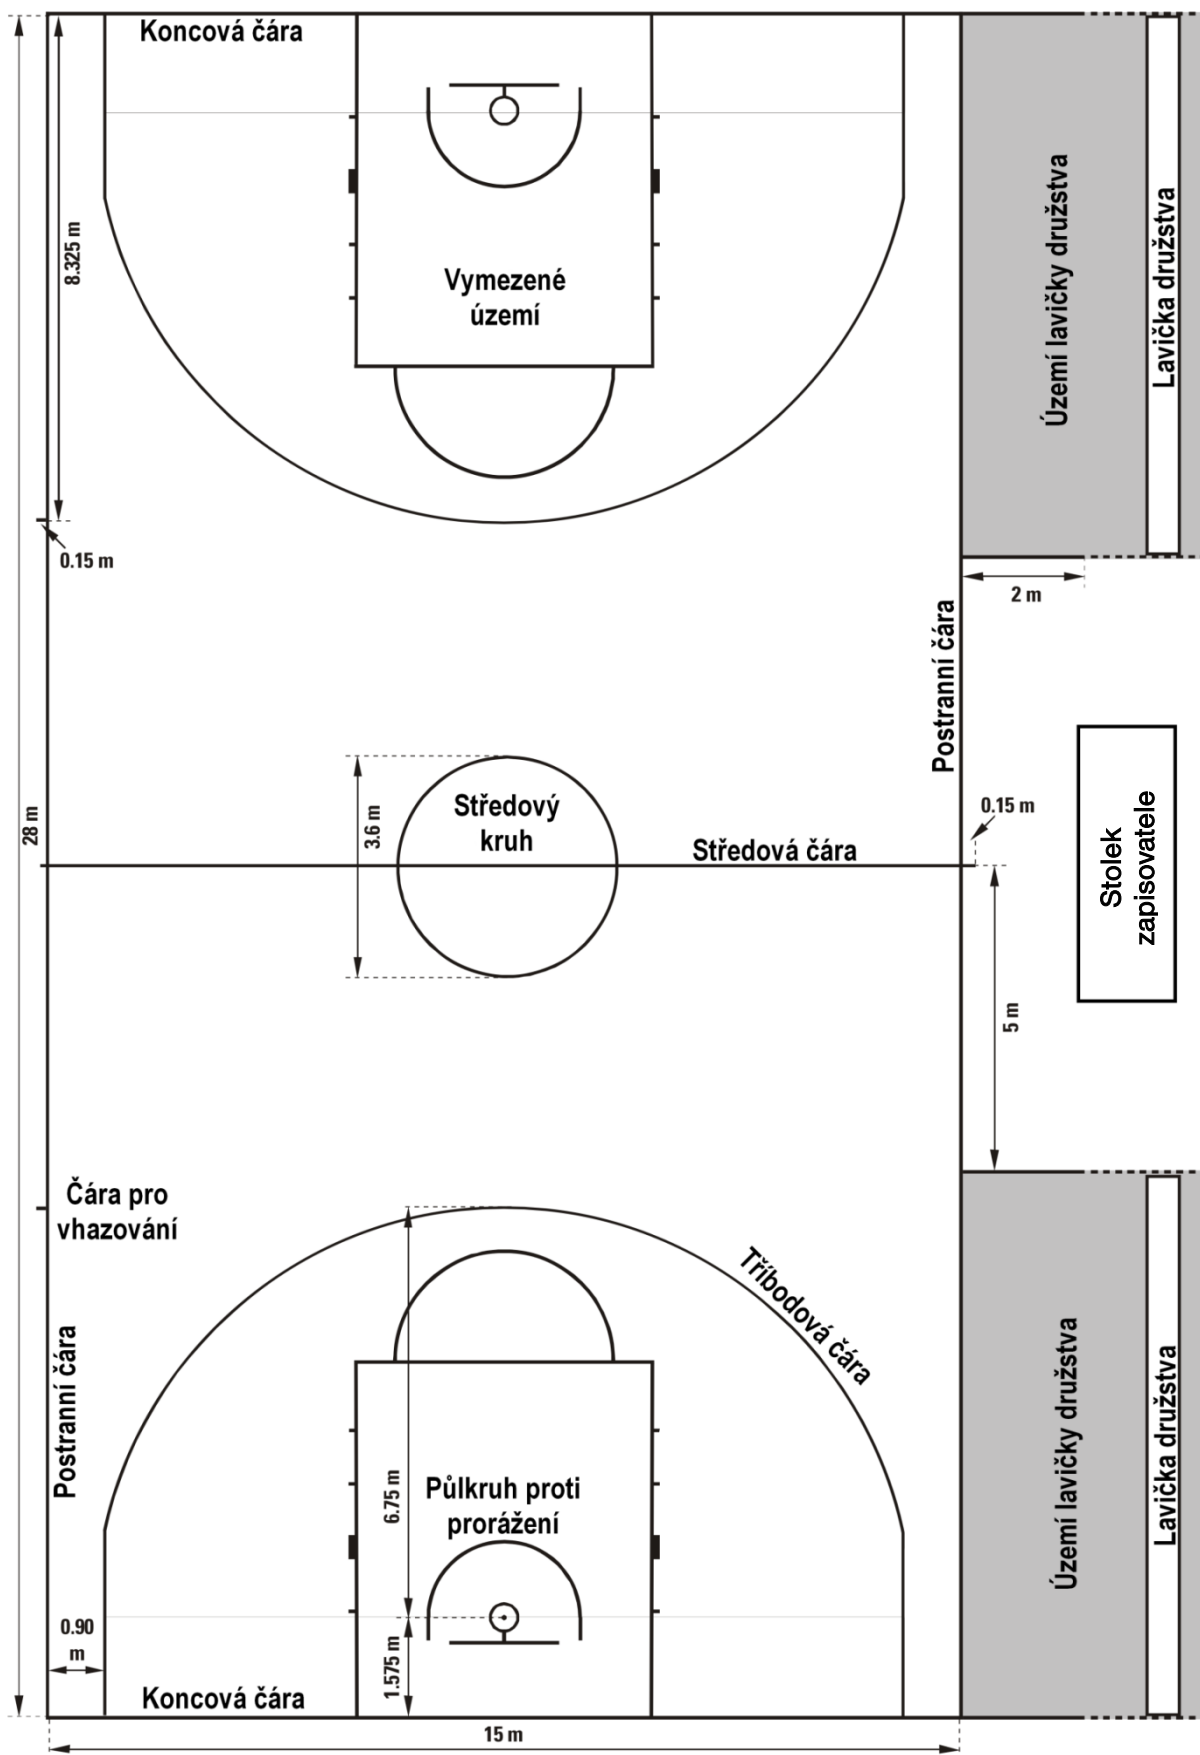 Koncová čára
8.325 m
Vymezené
území
Území lavičky družstva
Lavička družstva
0.15 m
2 m
Postranní čára
28 m
3.6 m
Středový
kruh
Středová čára
0.15 m
Stolek
zapisovatele
5 m
Čára pro
vhazování
Tříbodová čára
Postranní čára
6.75 m
Půlkruh proti
prorážení
Území lavičky družstva
Lavička družstva
0.90
m
1.575 m
Koncová čára
15 m